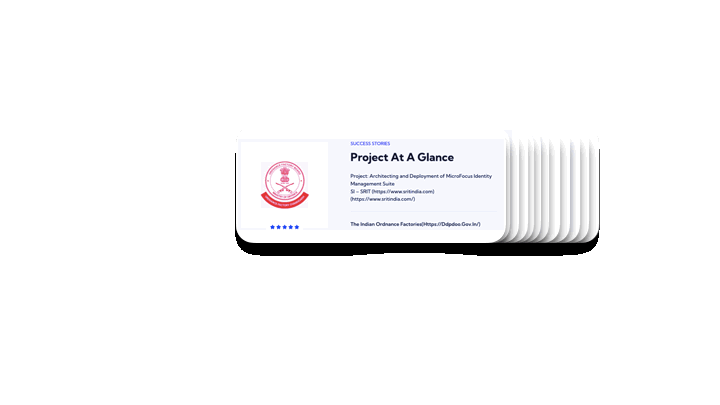 SUCCESS STORIES
Project At A Glance
Project: Architecting and Deployment of MicroFocus Identity
Management Suite
SI – SRIT (https://www.sritindia.com)
(https://www.sritindia.com/)
The Indian Ordnance Factories(Https://Ddpdoo.Gov.In/)